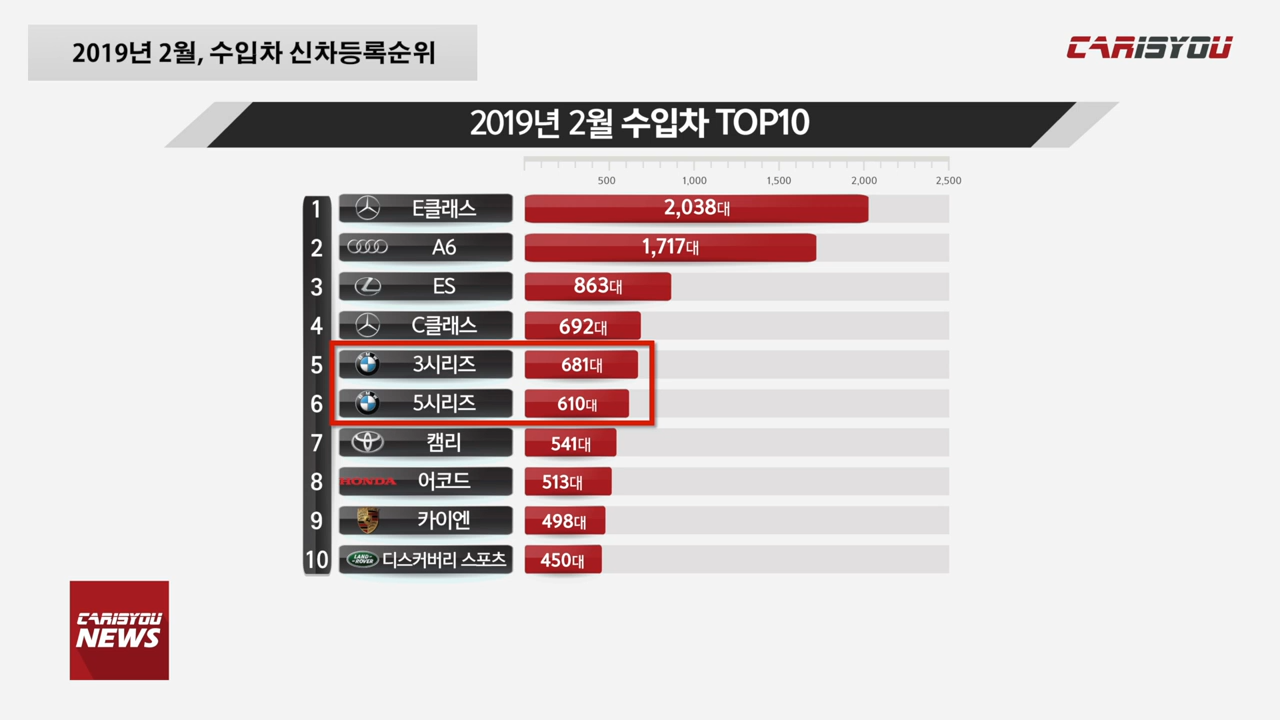 2019년 2월, 수입차 신차등록순위
CARISYOU
2019년 2월 수입차 TOP10
500 1,000 1,500 2,000 2,500
1 E클래스 2,038대
2 A6 1,717대
3 ES 863대
4 C클래스 692대
5 3시리즈 681대
6 5시리즈 610대
7 캠리 541대
8 HONDA 어코드 513대
9 카이엔 498대
10 LAND ROVER 디스커버리 스포츠 450대
CARISYOU
NEWS